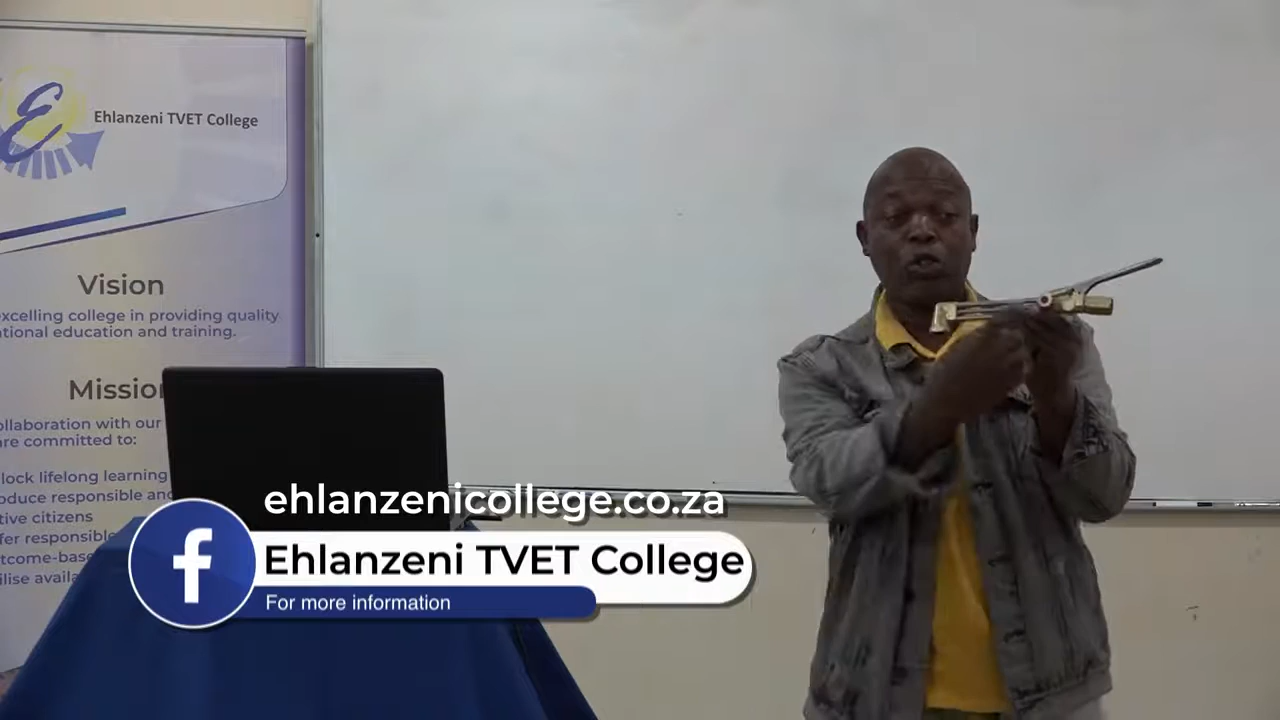 E
Ehlanzeni TVET College
Vision
excelling college in providing quality
ational education and training.
Mission
ollaboration with our
are committed to:
lock lifelong learning
oduce responsible and
tive citizens
fer responsible
tcome-base
ilise availa
ehlanzenicollege.co.za
f
Ehlanzeni TVET College
For more information